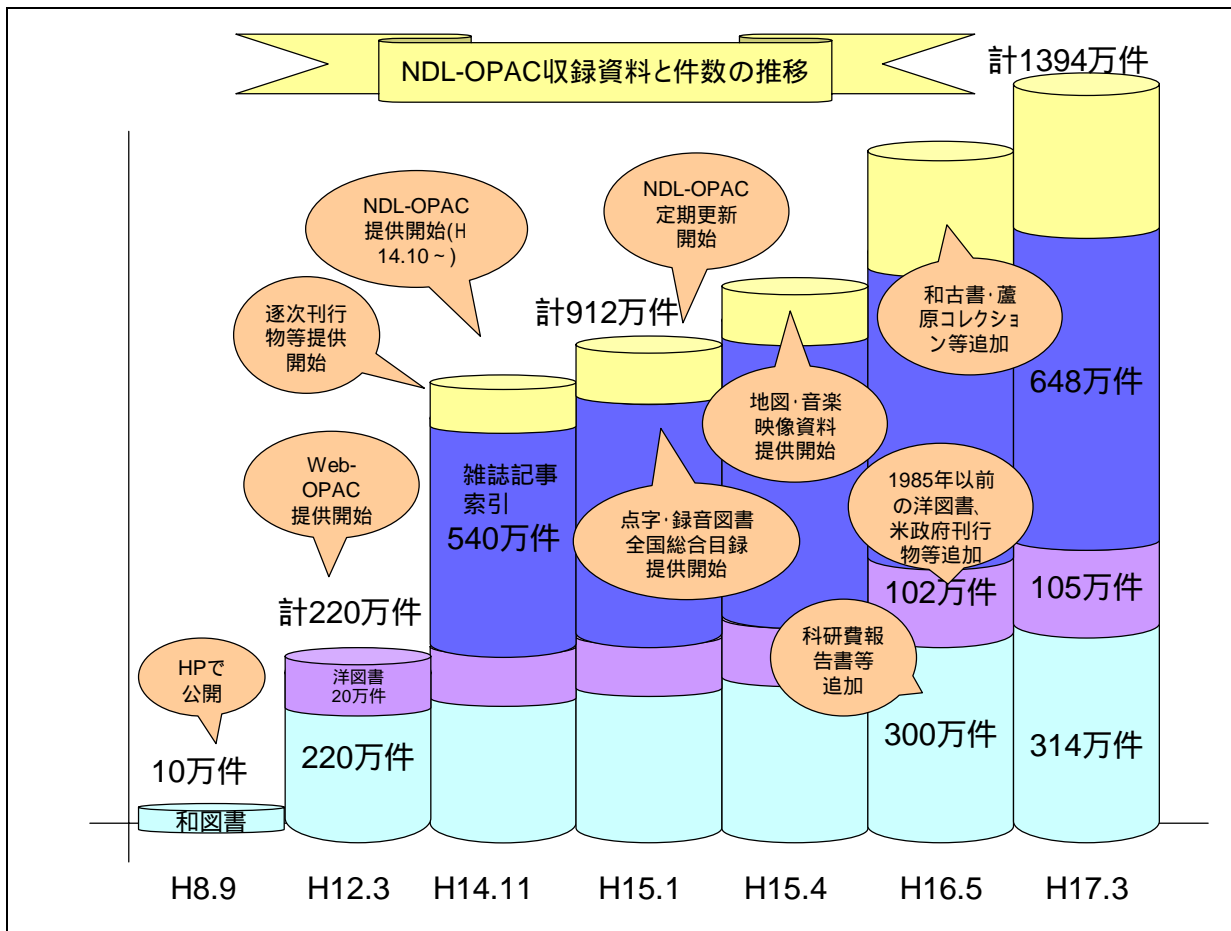 NDL-OPAC収録資料と件数の推移
計1394万件
NDL-OPAC
提供開始(H
14.10~)
NDL-OPAC
定期更新
開始
逐次刊行
物等提供
開始
計912万件
和古書・蘆
原コレクショ
ン等追加
648万件
地図・音楽
映像資料
提供開始
Web-
OPAC
提供開始
雑誌記事
索引
540万件
点字・録音図書
全国総合目録
提供開始
1985年以前
の洋図書、
米政府刊行
物等追加
102万件
105万件
計220万件
HPで
公開
洋図書
20万件
科研費報
告書等
追加
10万件
220万件
300万件
314万件
和図書
H8.9
H12.3
H14.11
H15.1
H15.4
H16.5
H17.3